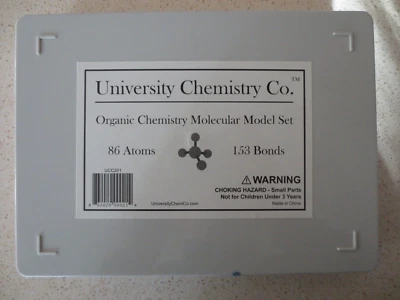 University Chemistry Co.™
Organic Chemistry Molecular Model Set
86 Atoms 153 Bonds
UCC201
WARNING
CHOKING HAZARD - Small Parts
Not for Children Under 3 Years
Made in China
UniversityChemCo.com